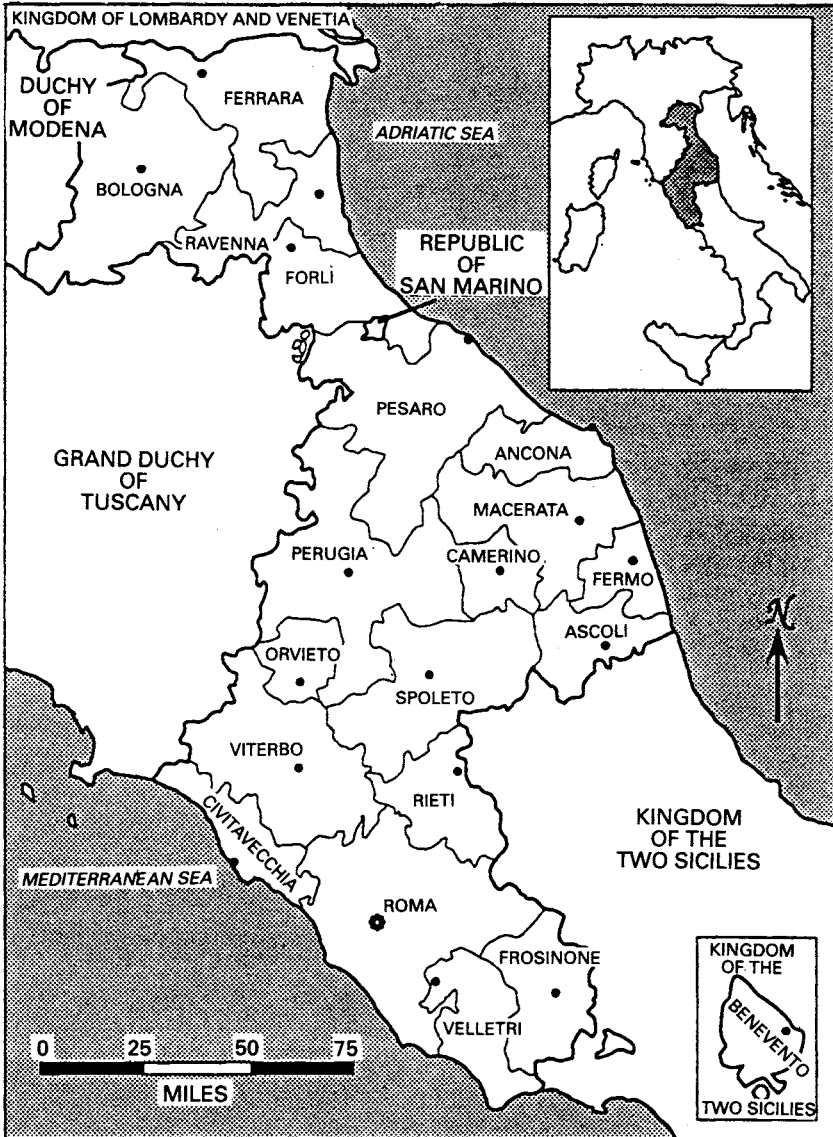 KINGDOM OF LOMBARDY AND VENETIA
DUCHY
OF
MODENA
FERRARA
ADRIATIC SEA
BOLOGNA
RAVENNA
FORLÌ
REPUBLIC
OF
SAN MARINO
PESARO
GRAND DUCHY
OF
TUSCANY
ANCONA
MACERATA
PERUGIA
CAMERINO
FERMO
N
ORVIETO
ASCOLI
SPOLETO
VITERBO
RIETI
CIVITAVECCHIA
KINGDOM
OF THE
TWO SICILIES
MEDITERRANEAN SEA
ROMA
FROSINONE
VELLETRI
KINGDOM
OF THE
BENEVENTO
TWO SICILIES
0 25 50 75
MILES